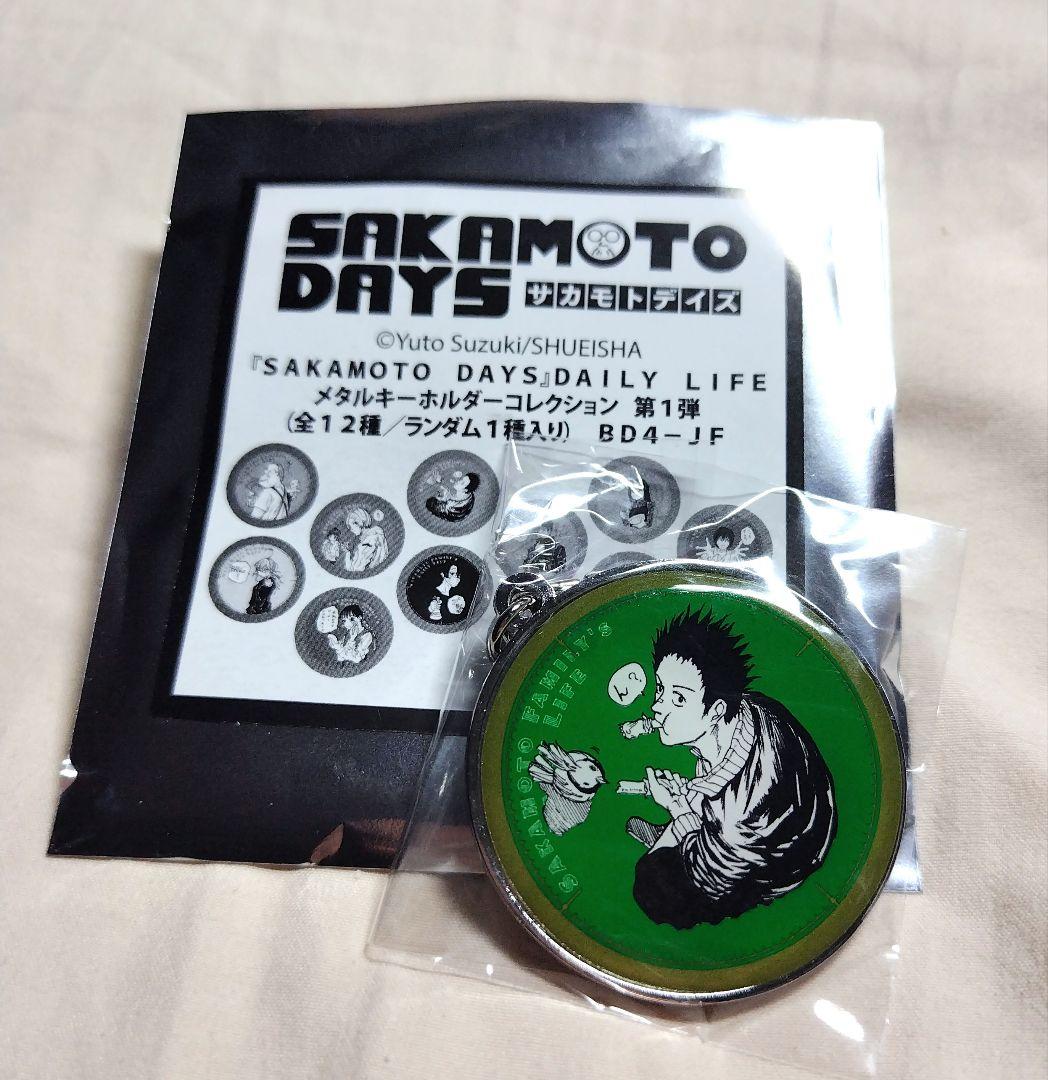 SAKAMOTO
DAYS サカモトデイズ
©Yuto Suzuki/SHUEISHA
『SAKAMOTO DAYS』DAILY LIFE
メタルキーホルダーコレクション 第1弾
(全12種/ランダム1種入り) BD4-JF
SAKAMOTO FAMILY'S
LIFE